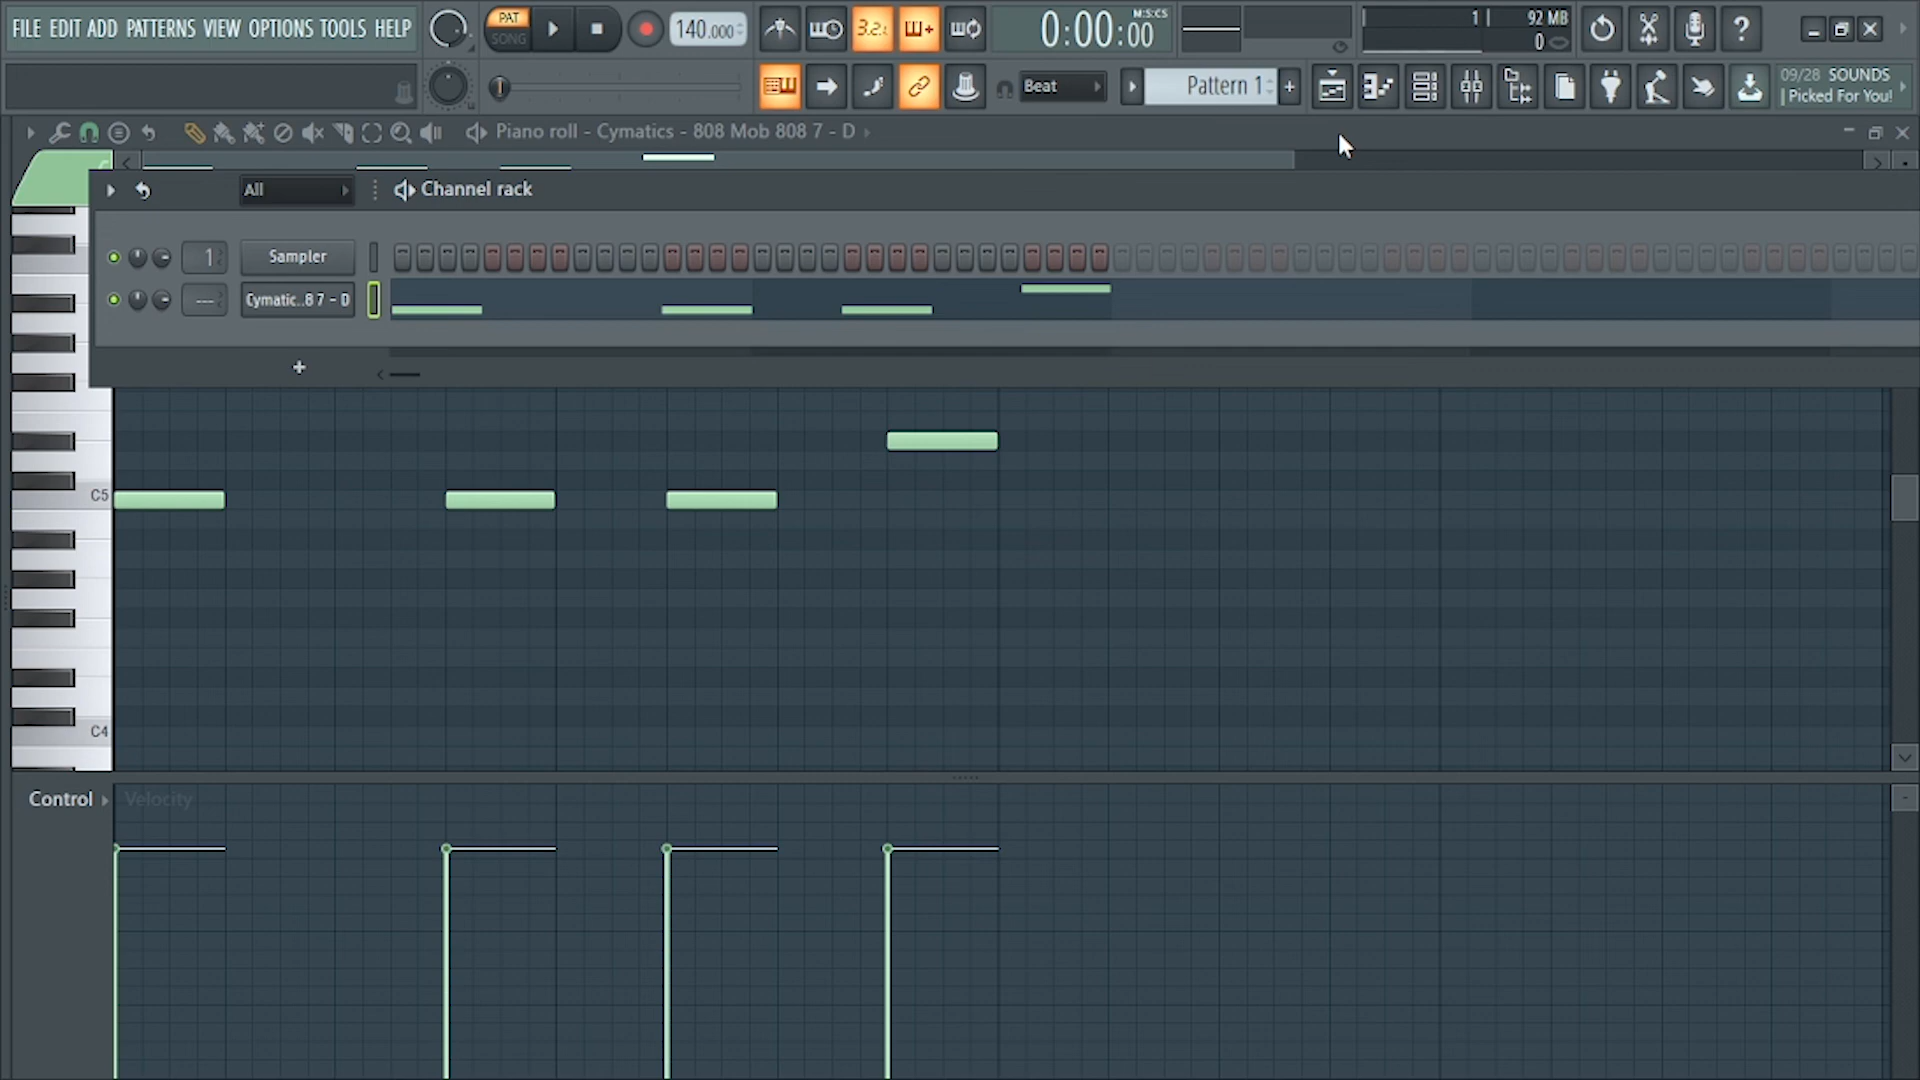 FILE EDIT ADD PATTERNS VIEW OPTIONS TOOLS HELP
PAT
SONG
140.000
3.2.
0:00:00
M:S:CS
1
92 MB
0
?
Beat
Pattern 1
+
09/28 SOUNDS
Picked For You!
Piano roll - Cymatics - 808 Mob 808 7 - D
C
All
Channel rack
1
Sampler
---
Cymatic..8 7 - D
+
C5
C4
Control
Velocity